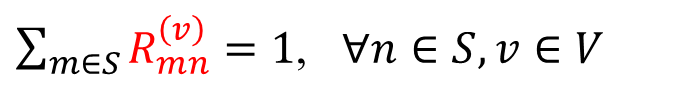 ∑_{m∈S} R_{mn}^{(v)} = 1, ∀n ∈ S, v ∈ V